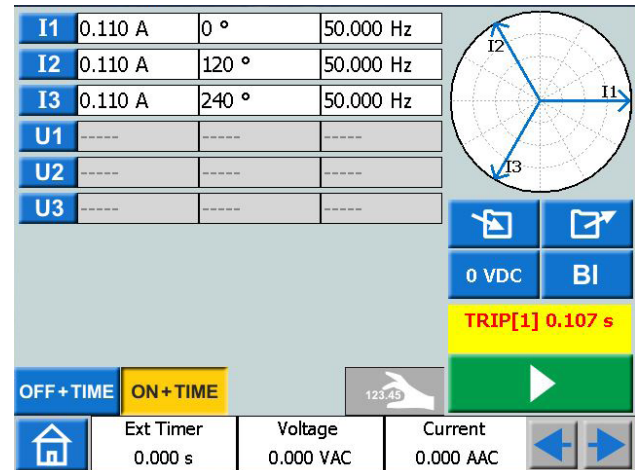 I1 0.110 A 0 ° 50.000 Hz
I2 0.110 A 120 ° 50.000 Hz
I3 0.110 A 240 ° 50.000 Hz
U1 ----- ----- -----
U2 ----- ----- -----
U3 ----- ----- -----
I2
I1
I3
0 VDC BI
TRIP[1] 0.107 s
OFF+TIME ON+TIME 123.45
Ext Timer Voltage Current
0.000 s 0.000 VAC 0.000 AAC